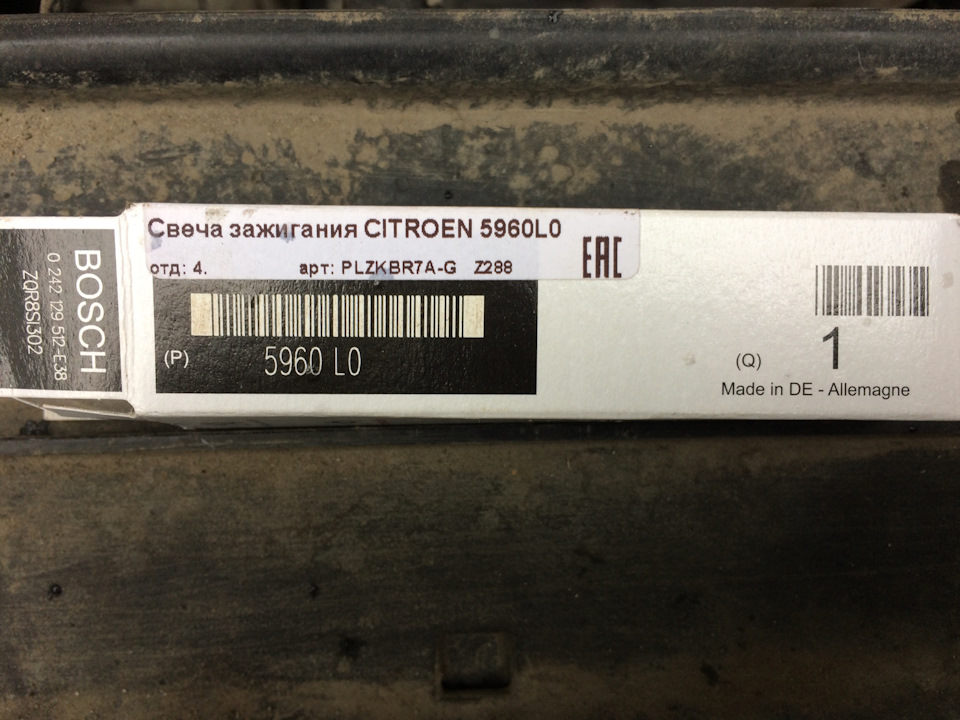 Свеча зажигания CITROEN 5960L0
отд: 4. арт: PLZKBR7A-G Z288
EAC
(P) 5960 L0
(Q) 1
Made in DE - Allemagne
BOSCH
0 242 129 512-E38
ZQR8SI302